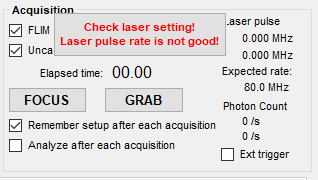 Acquisition
Check laser setting!
Laser pulse rate is not good!
Laser pulse
FLIM
0.000 MHz
Unca
0.000 MHz
Elapsed time: 00.00
Expected rate:
80.0 MHz
FOCUS GRAB
Photon Count
0 /s
Remember setup after each acquisition
0 /s
Analyze after each acquisition
Ext trigger